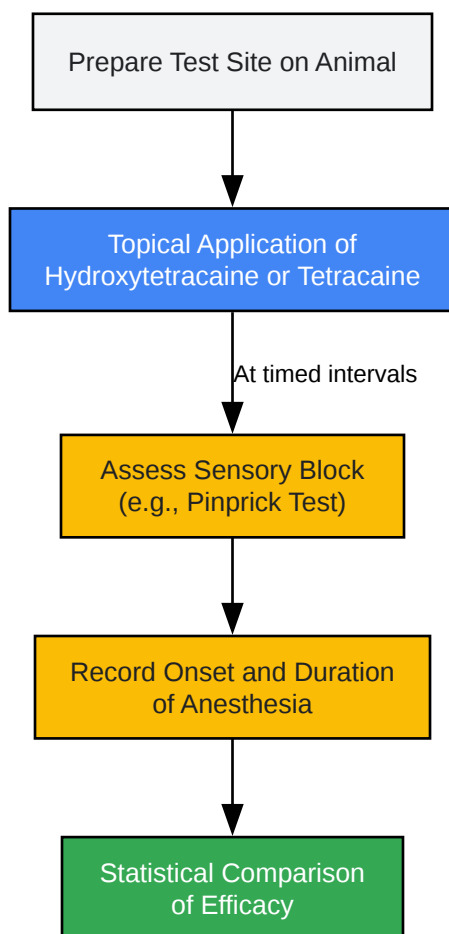 Prepare Test Site on Animal
Topical Application of
Hydroxytetracaine or Tetracaine
At timed intervals
Assess Sensory Block
(e.g., Pinprick Test)
Record Onset and Duration
of Anesthesia
Statistical Comparison
of Efficacy